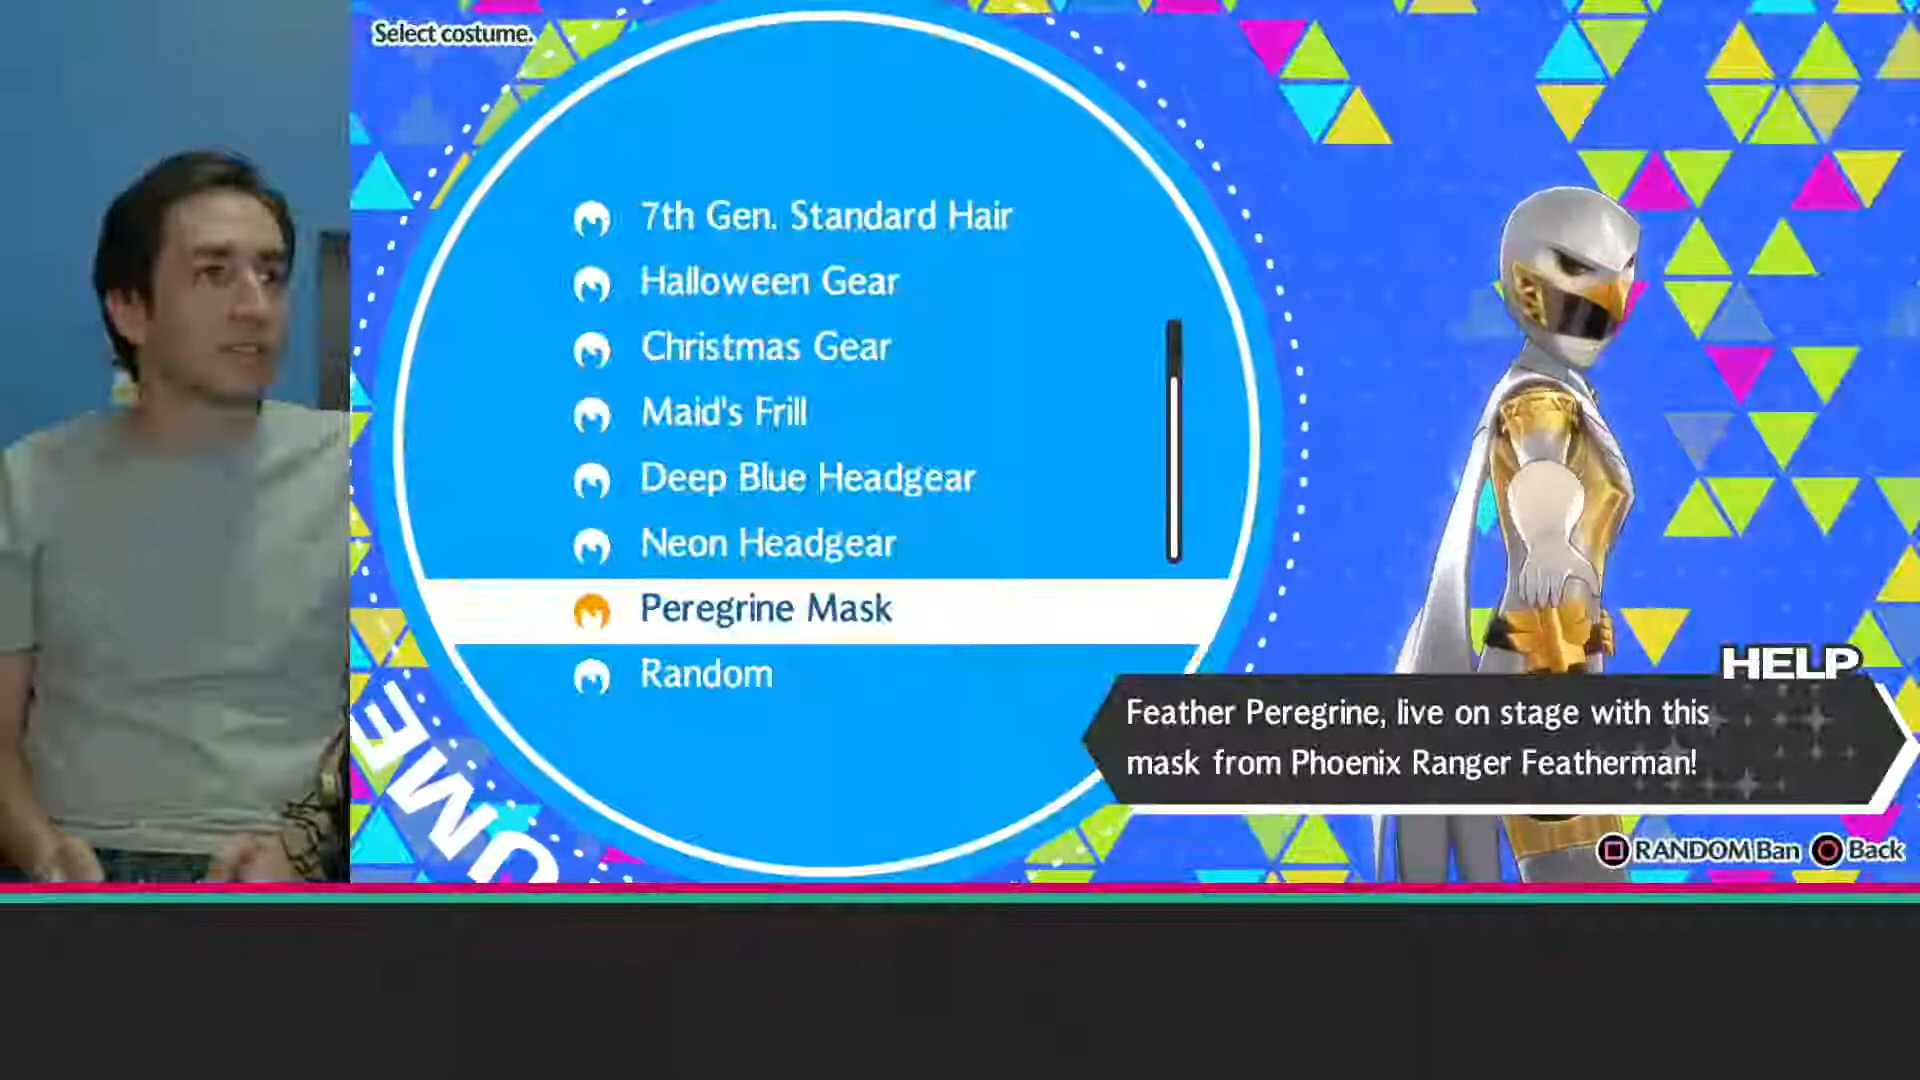 Select costume.
7th Gen. Standard Hair
Halloween Gear
Christmas Gear
Maid's Frill
Deep Blue Headgear
Neon Headgear
Peregrine Mask
Random
HELP
Feather Peregrine, live on stage with this
mask from Phoenix Ranger Featherman!
RANDOM Ban Back
UME